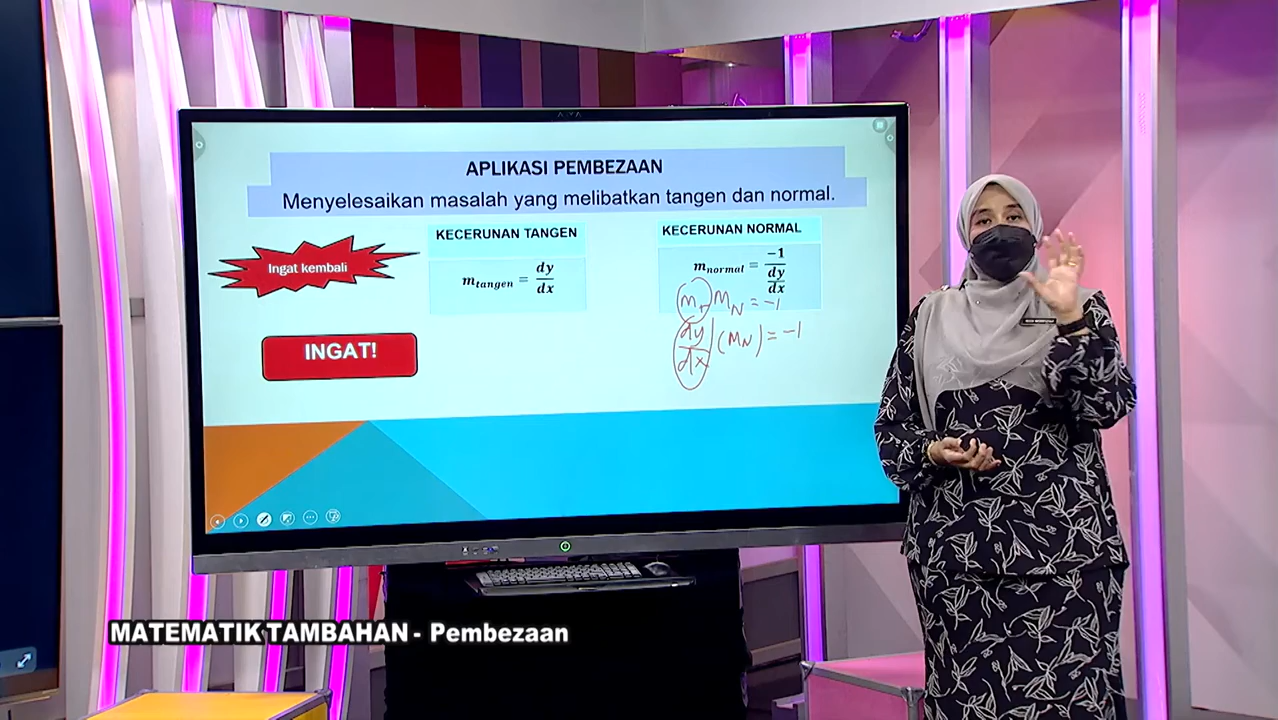 APLIKASI PEMBEZAAN
Menyelesaikan masalah yang melibatkan tangen dan normal.
Ingat kembali
KECERUNAN TANGEN
m_tangen = dy/dx
KECERUNAN NORMAL
m_normal = -1/(dy/dx)
m_T m_N = -1
dy/dx (m_N) = -1
INGAT!
MATEMATIK TAMBAHAN - Pembezaan